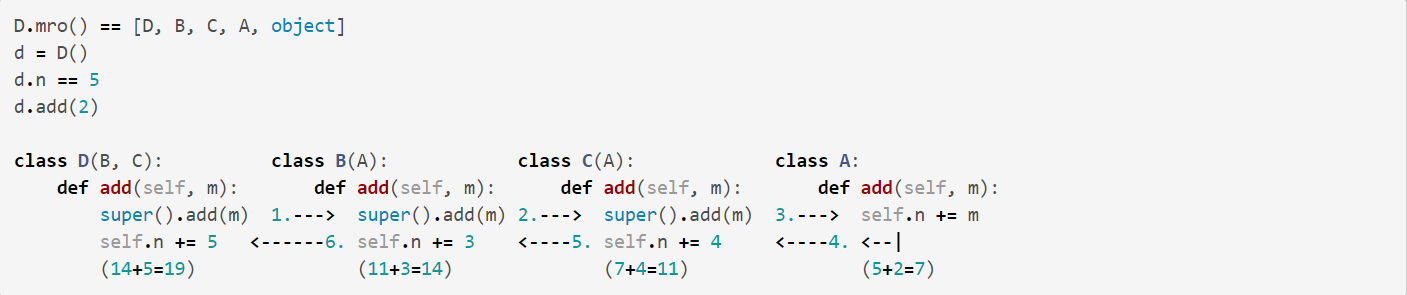 D.mro() == [D, B, C, A, object]
d = D()
d.n == 5
d.add(2)
class D(B, C):          class B(A):            class C(A):             class A:
    def add(self, m):       def add(self, m):      def add(self, m):       def add(self, m):
        super().add(m)  1.--->  super().add(m) 2.--->  super().add(m)  3.--->  self.n += m
        self.n += 5   <------6. self.n += 3    <----5. self.n += 4     <----4. <--|
        (14+5=19)               (11+3=14)              (7+4=11)                (5+2=7)